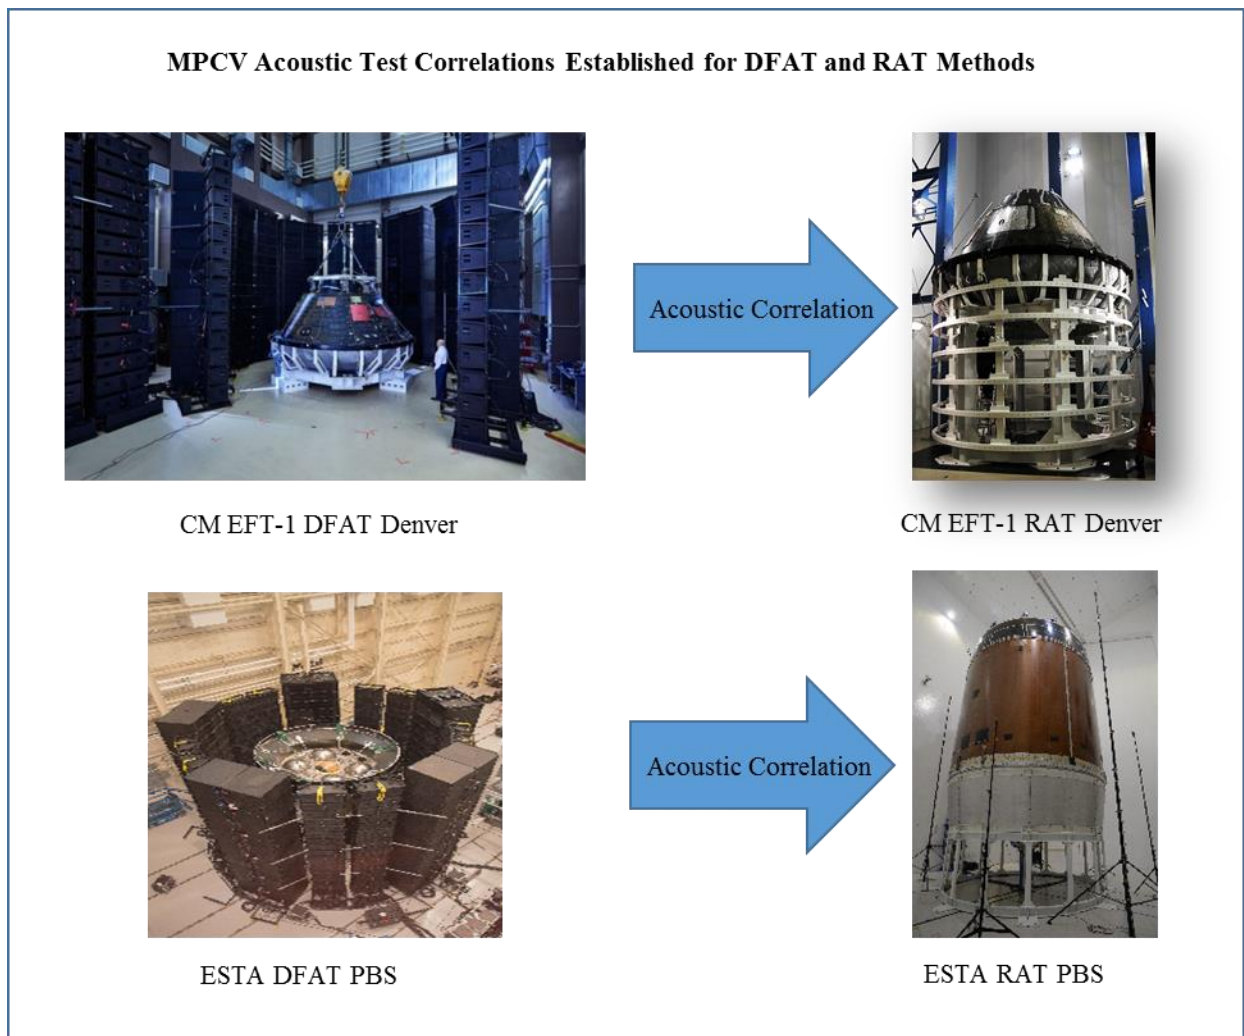 MPCV Acoustic Test Correlations Established for DFAT and RAT Methods
Acoustic Correlation
CM EFT-1 DFAT Denver
CM EFT-1 RAT Denver
Acoustic Correlation
ESTA DFAT PBS
ESTA RAT PBS